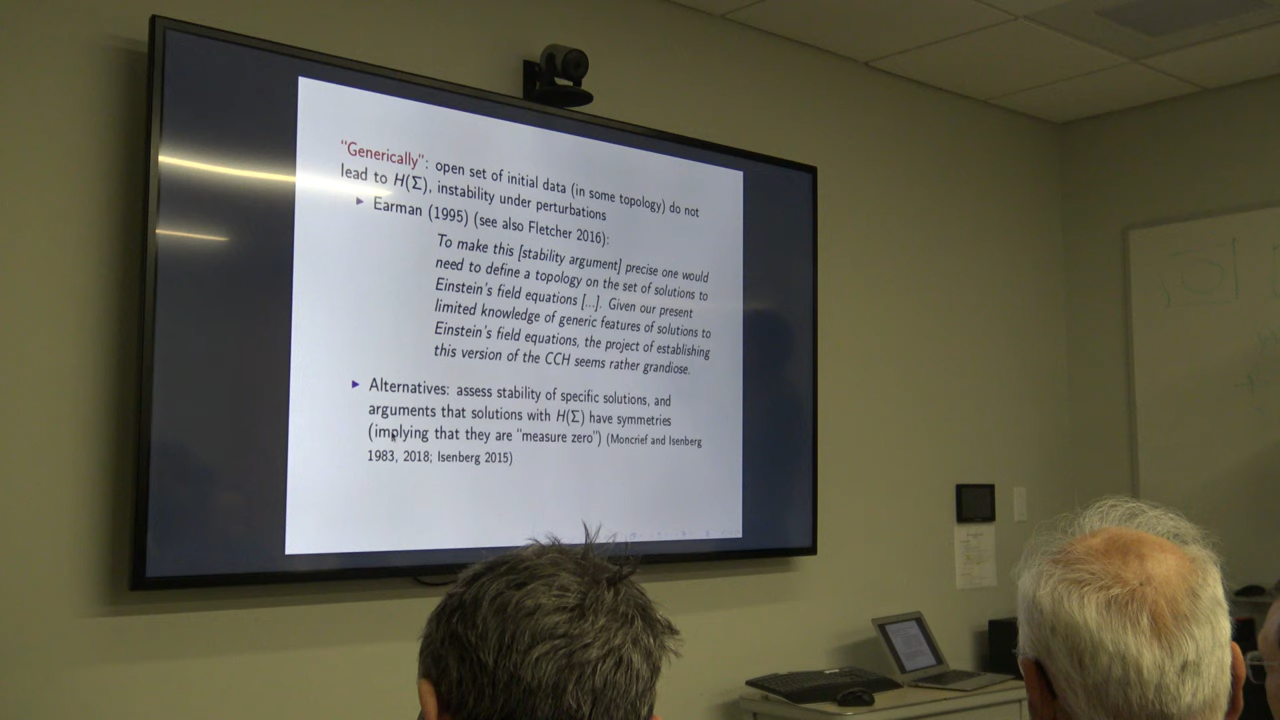 "Generically": open set of initial data (in some topology) do not
lead to H(Σ), instability under perturbations
▶ Earman (1995) (see also Fletcher 2016):
To make this [stability argument] precise one would
need to define a topology on the set of solutions to
Einstein's field equations [...]. Given our present
limited knowledge of generic features of solutions to
Einstein's field equations, the project of establishing
this version of the CCH seems rather grandiose.
▶ Alternatives: assess stability of specific solutions, and
arguments that solutions with H(Σ) have symmetries
(implying that they are "measure zero") (Moncrief and Isenberg
1983, 2018; Isenberg 2015)